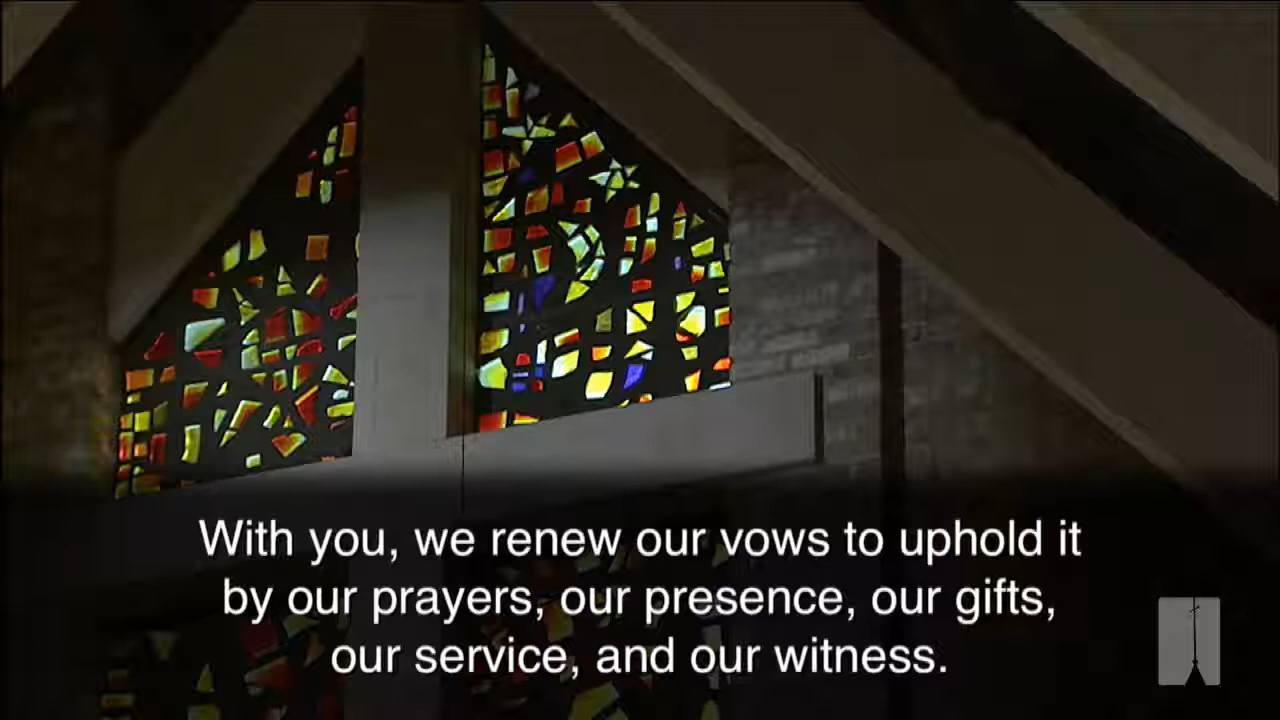 With you, we renew our vows to uphold it
by our prayers, our presence, our gifts,
our service, and our witness.